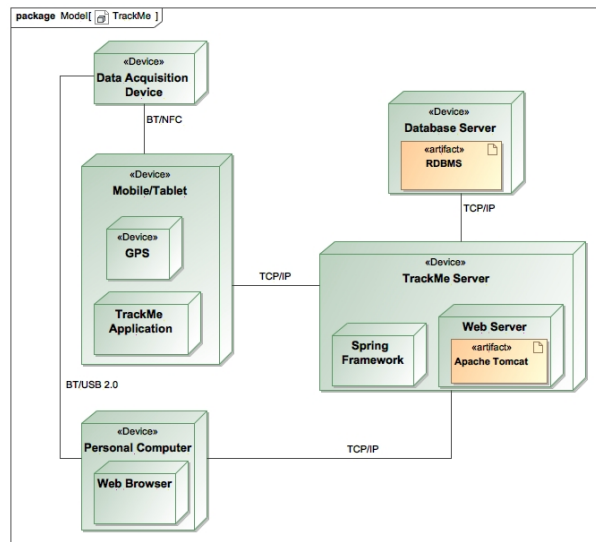 package Model[ TrackMe ]
«Device»
Data Acquisition
Device
BT/NFC
«Device»
Database Server
«artifact»
RDBMS
TCP/IP
«Device»
Mobile/Tablet
«Device»
GPS
TrackMe
Application
TCP/IP
«Device»
TrackMe Server
Spring
Framework
Web Server
«artifact»
Apache Tomcat
BT/USB 2.0
«Device»
Personal Computer
Web Browser
TCP/IP